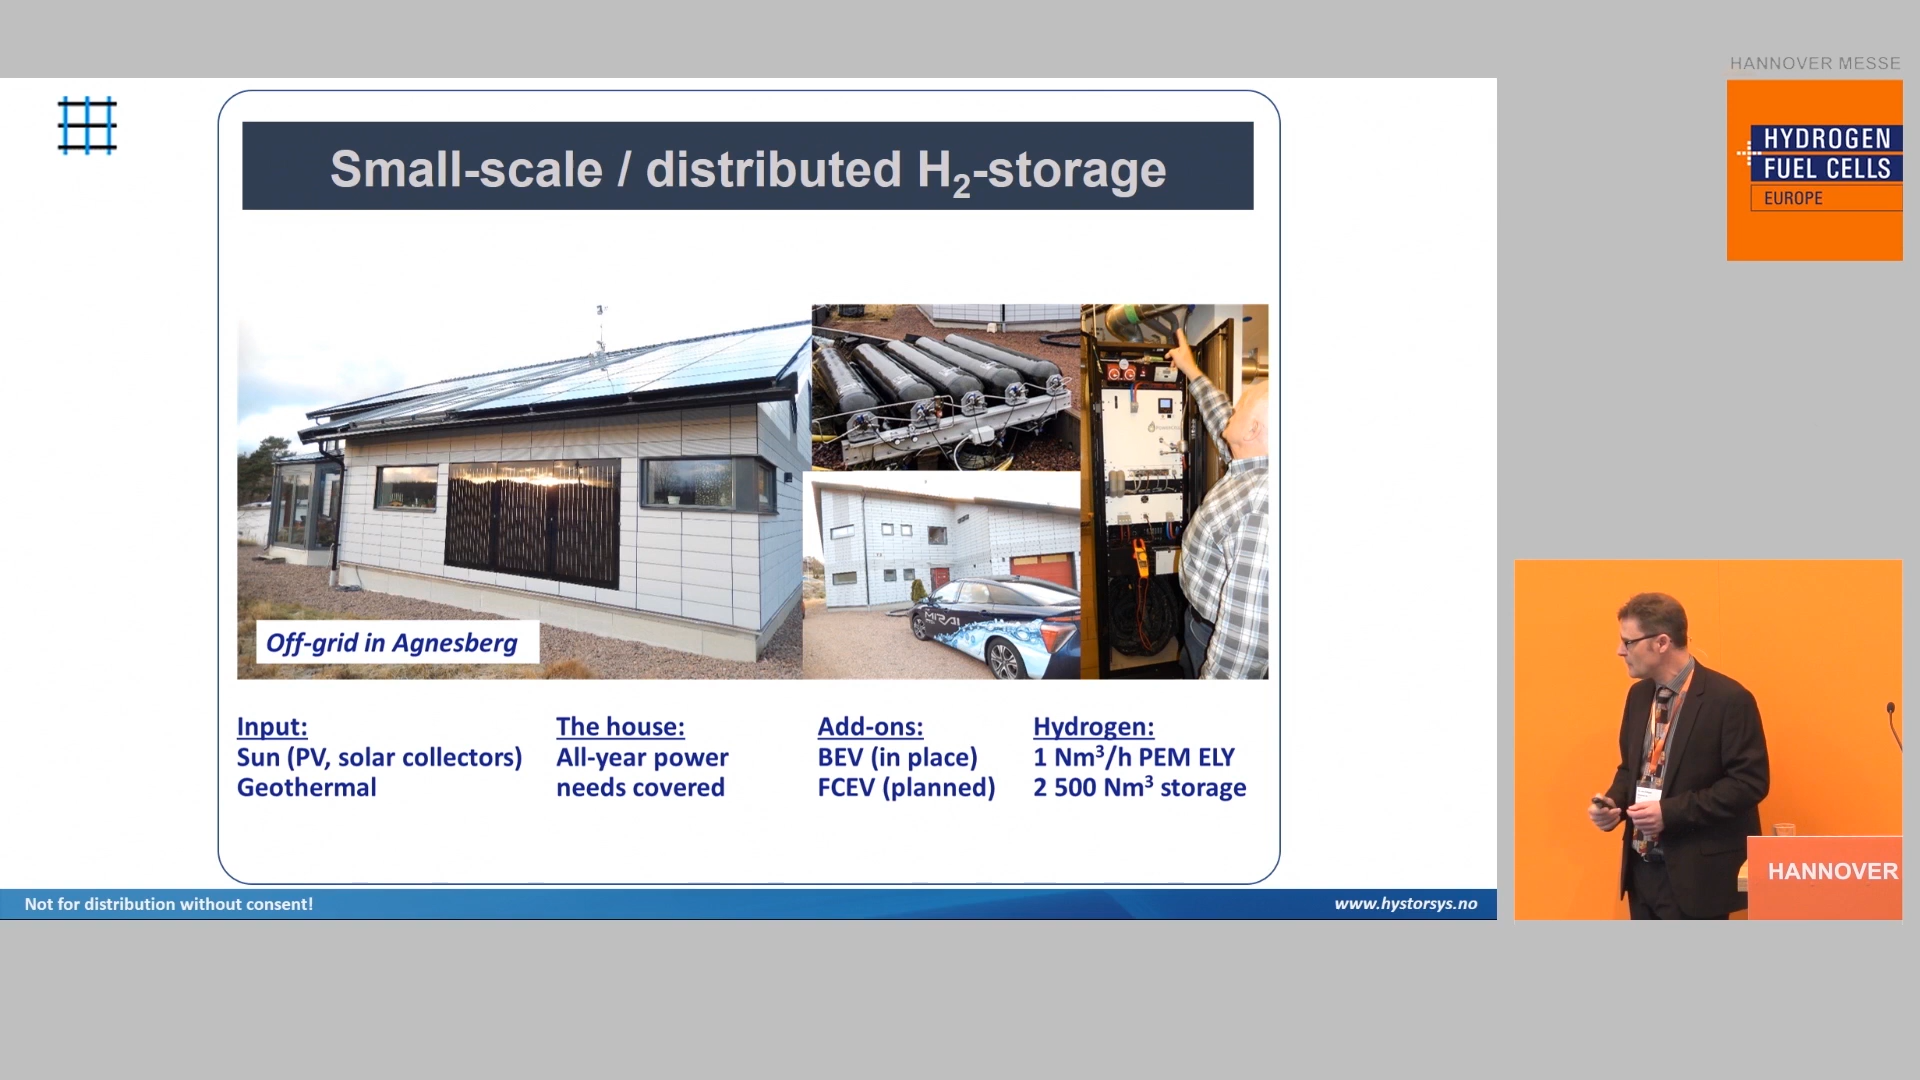 HANNOVER MESSE
HYDROGEN
FUEL CELLS
EUROPE
Small-scale / distributed H₂-storage
Off-grid in Agnesberg
MIRAI
Input:
Sun (PV, solar collectors)
Geothermal
The house:
All-year power
needs covered
Add-ons:
BEV (in place)
FCEV (planned)
Hydrogen:
1 Nm³/h PEM ELY
2 500 Nm³ storage
Not for distribution without consent!
www.hystorsys.no
HANNOVER